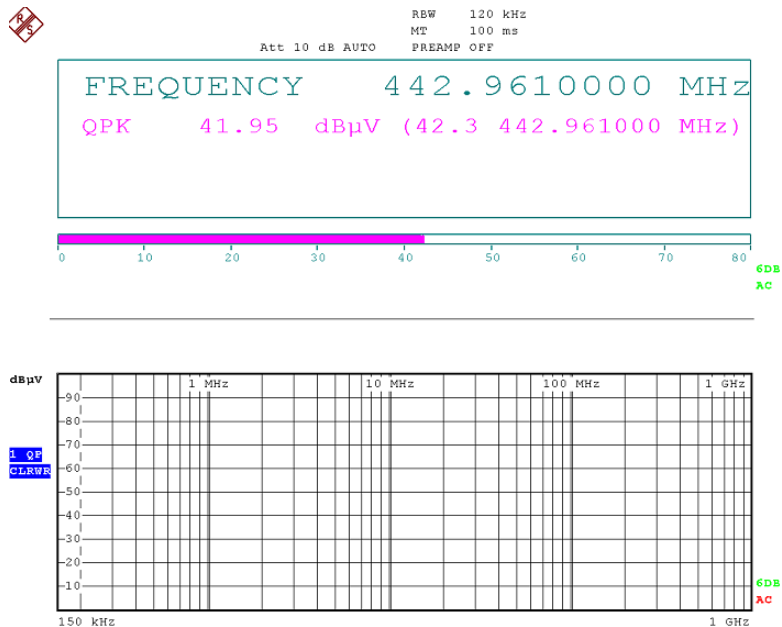 R S
RBW 120 kHz
MT 100 ms
Att 10 dB AUTO PREAMP OFF
FREQUENCY 442.9610000 MHz
QPK 41.95 dBµV (42.3 442.961000 MHz)
0 10 20 30 40 50 60 70 80
6DB
AC
dBµV
1 MHz 10 MHz 100 MHz 1 GHz
90
80
70
1 QP
CLRWR
60
50
40
30
20
10
6DB
AC
150 kHz 1 GHz